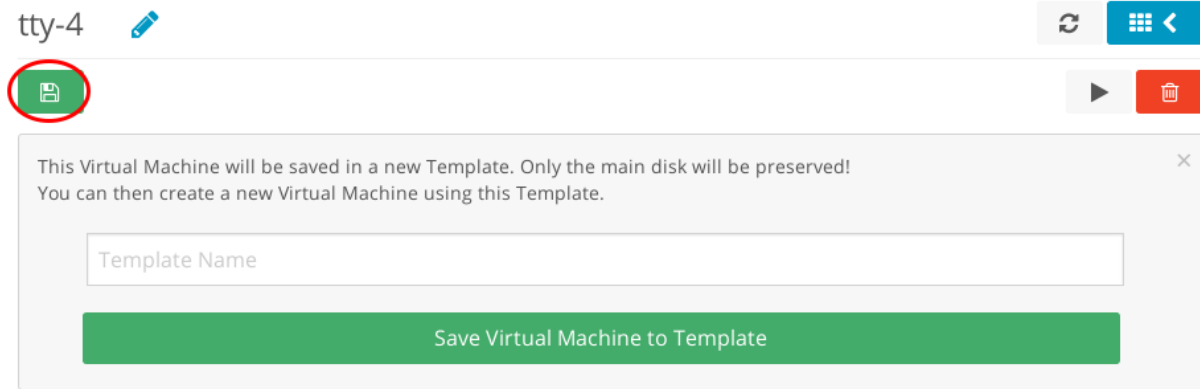 tty-4
This Virtual Machine will be saved in a new Template. Only the main disk will be preserved!
You can then create a new Virtual Machine using this Template.
Template Name
Save Virtual Machine to Template